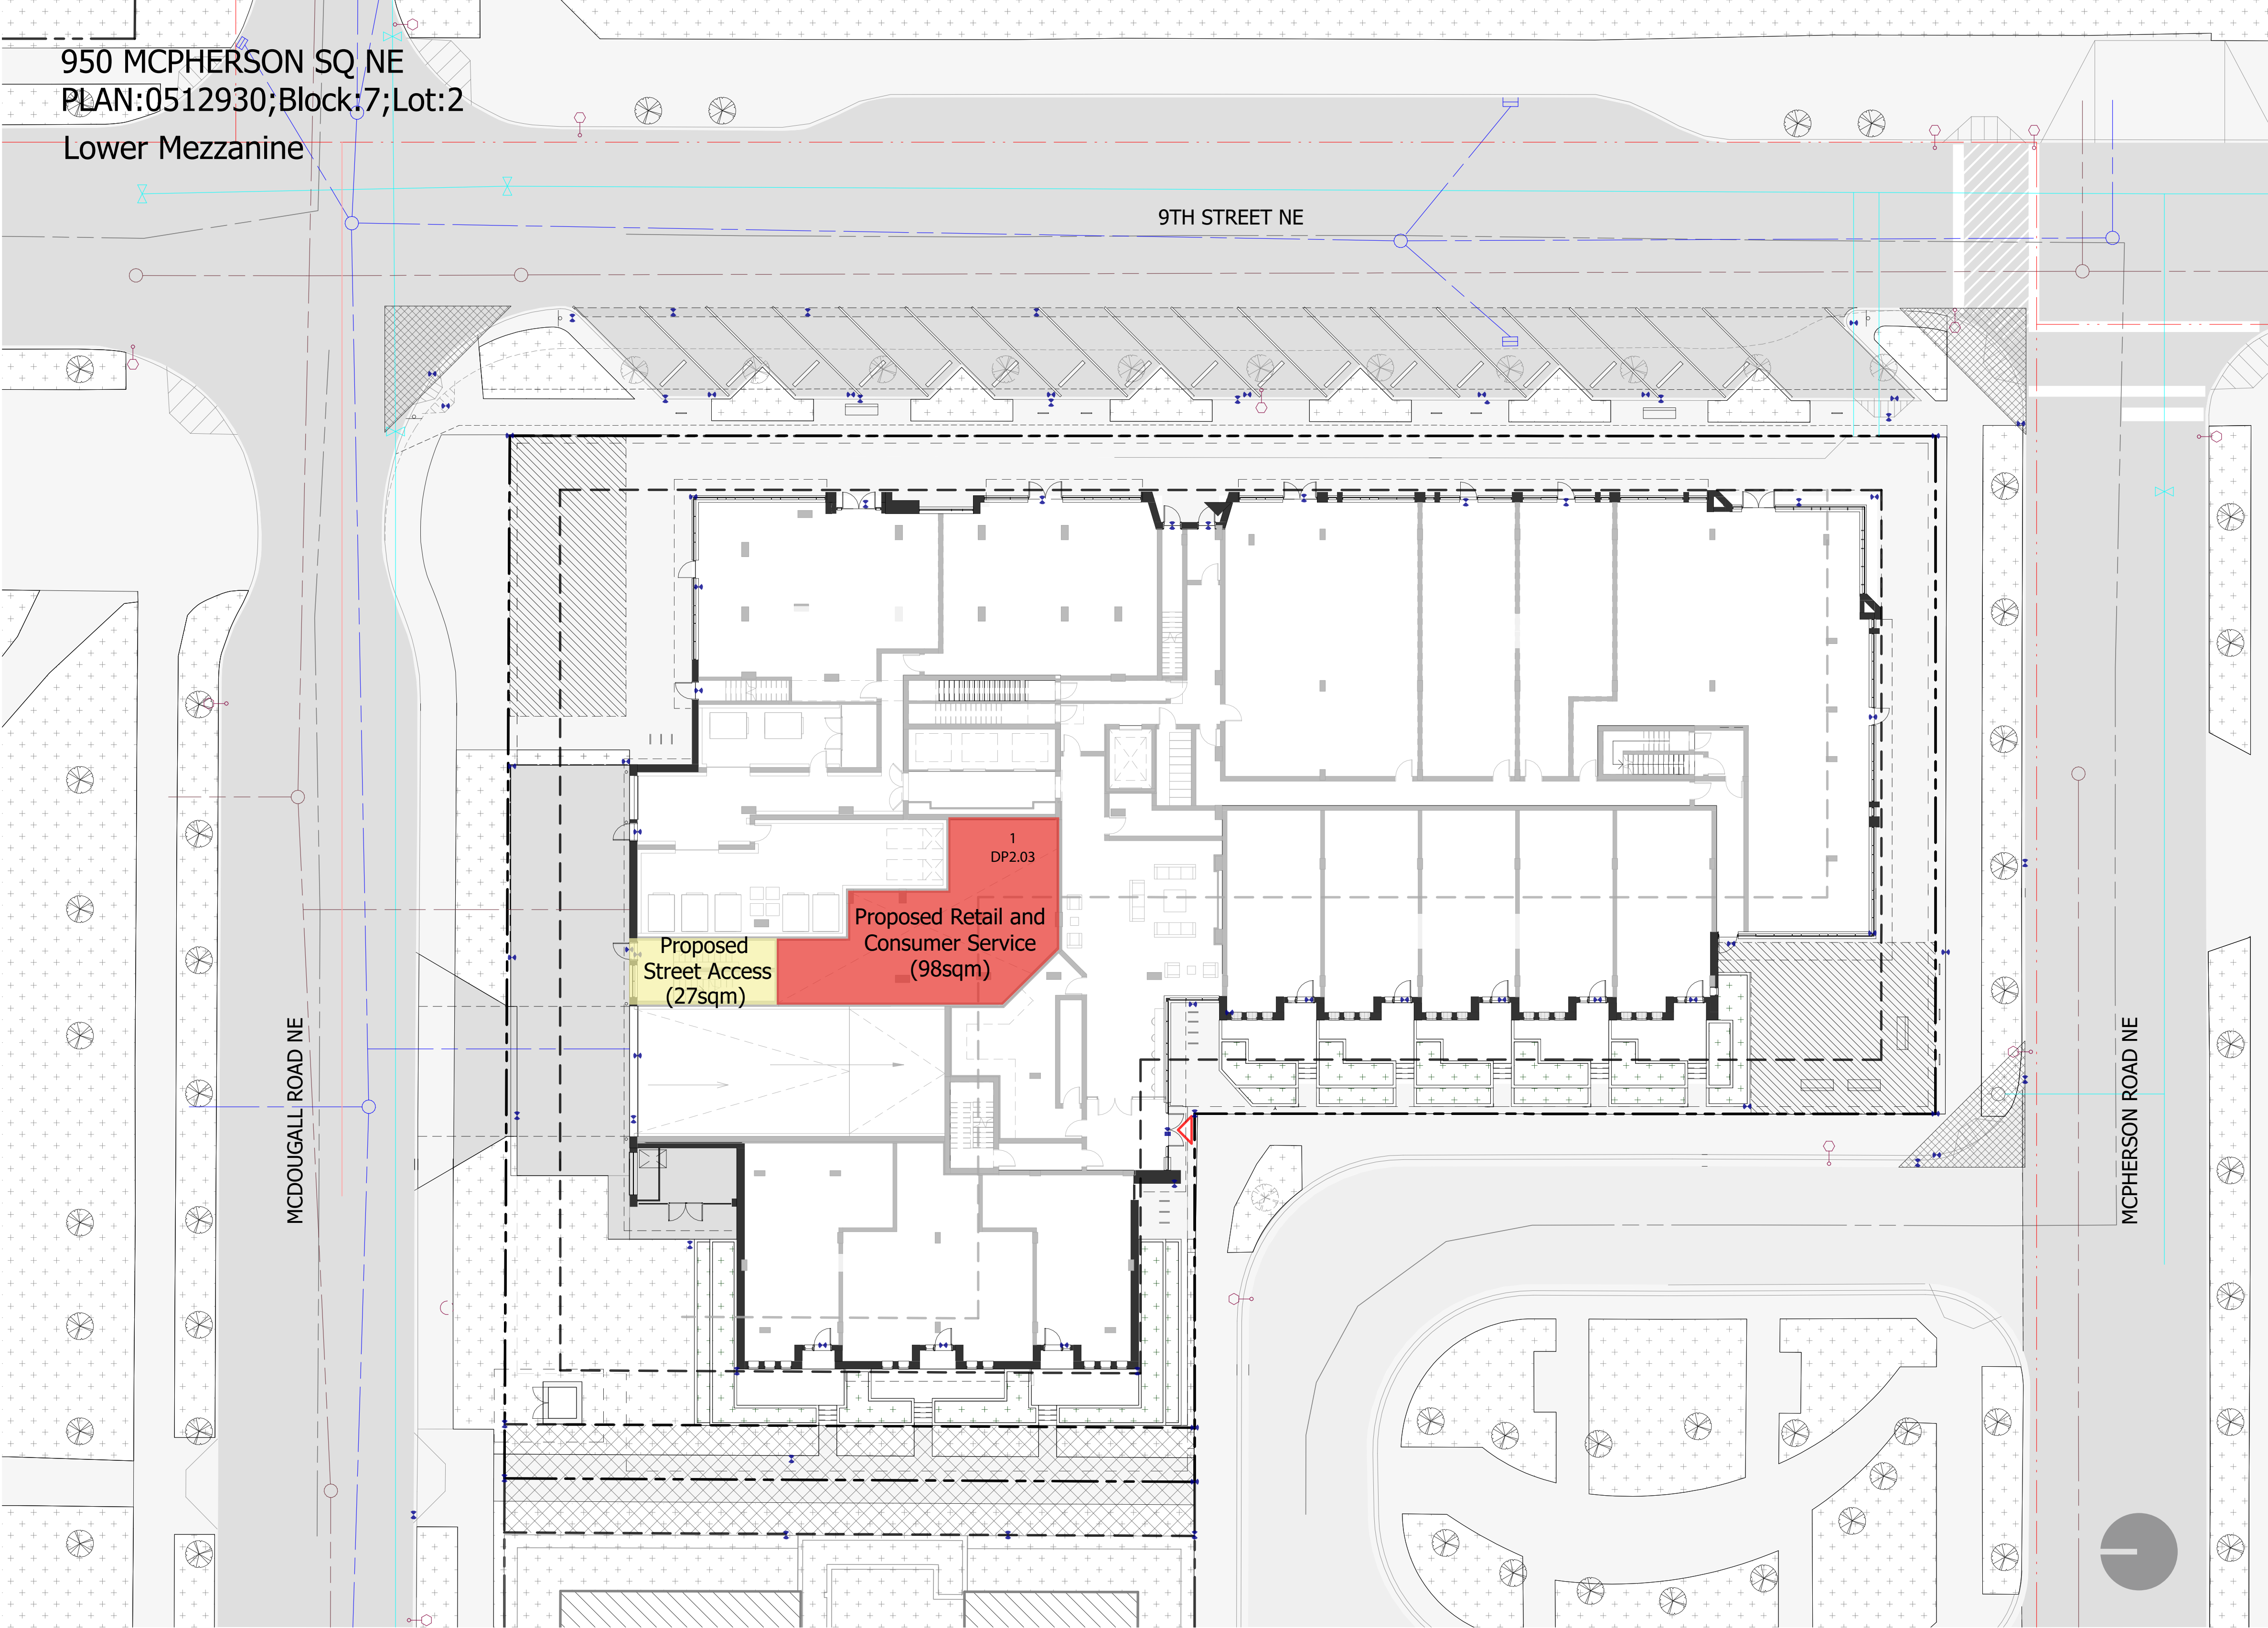 950 MCPHERSON SQ NE
PLAN:0512930;Block:7;Lot:2
Lower Mezzanine
9TH STREET NE
1
DP2.03
Proposed Retail and
Consumer Service
(98sqm)
Proposed
Street Access
(27sqm)
MCDOUGALL ROAD NE
MCPHERSON ROAD NE